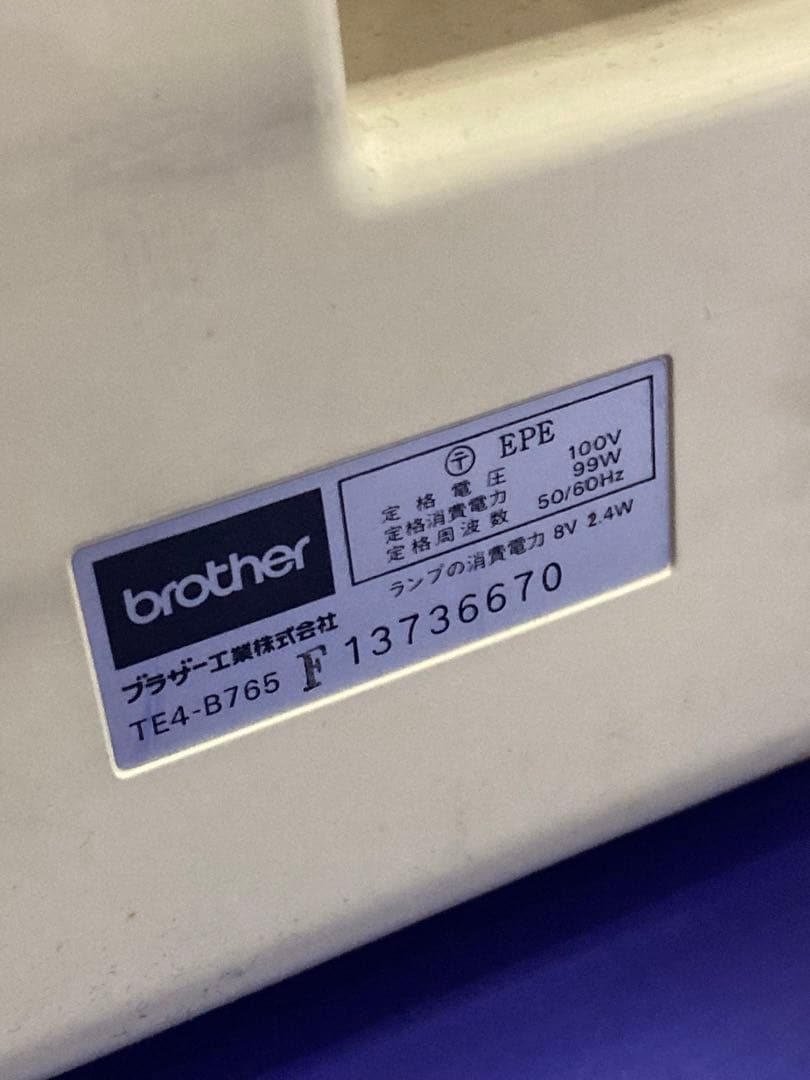 brother
〒 EPE
定格電圧 100V
定格消費電力 99W
定格周波数 50/60Hz
ランプの消費電力 8V 2.4W
ブラザー工業株式会社
TE4-B765 F 13736670